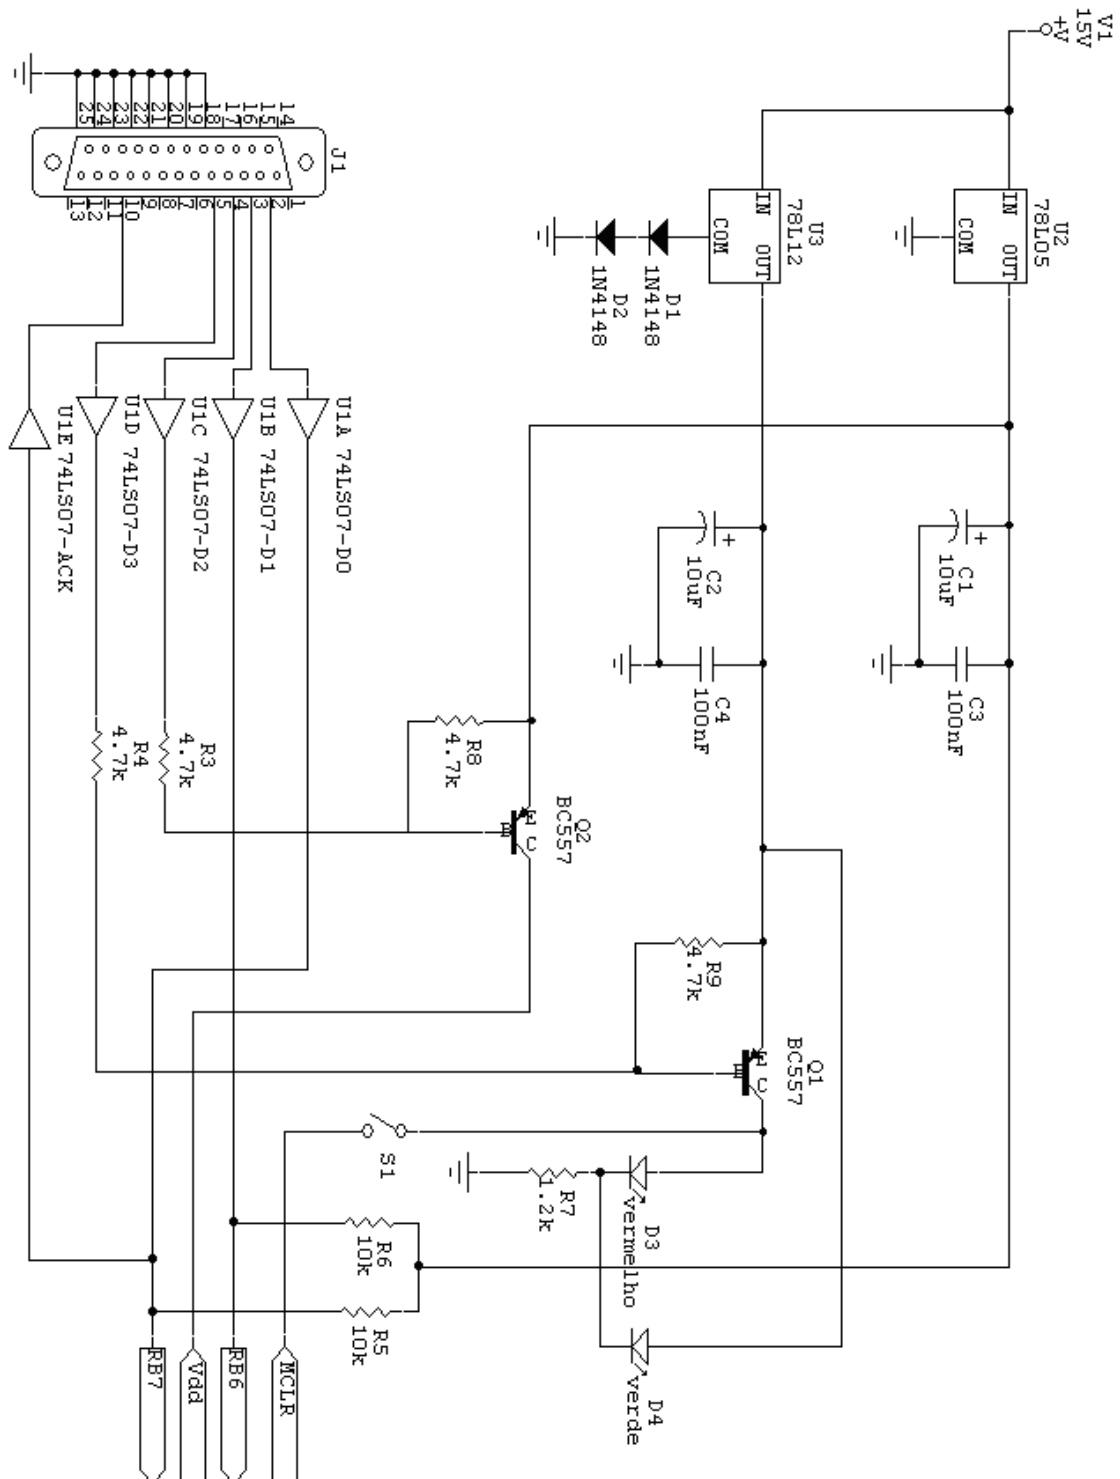 V1
15V
+V
U2
78L05
IN
OUT
COM
U3
78L12
IN
OUT
COM
D1
1N4148
D2
1N4148
J1
14
15
16
17
18
19
20
21
22
23
24
25
1
2
3
4
5
6
7
8
9
10
11
12
13
U1A 74LS07-D0
U1B 74LS07-D1
U1C 74LS07-D2
U1D 74LS07-D3
U1E 74LS07-ACK
+
C1
10uF
C3
100nF
+
C2
10uF
C4
100nF
R3
4.7k
R4
4.7k
R8
4.7k
Q2
BC557
E
B
C
R9
4.7k
Q1
BC557
E
B
C
S1
R7
1.2k
D3
vermelho
D4
verde
R6
10k
R5
10k
MCLR
RB6
Vdd
RB7